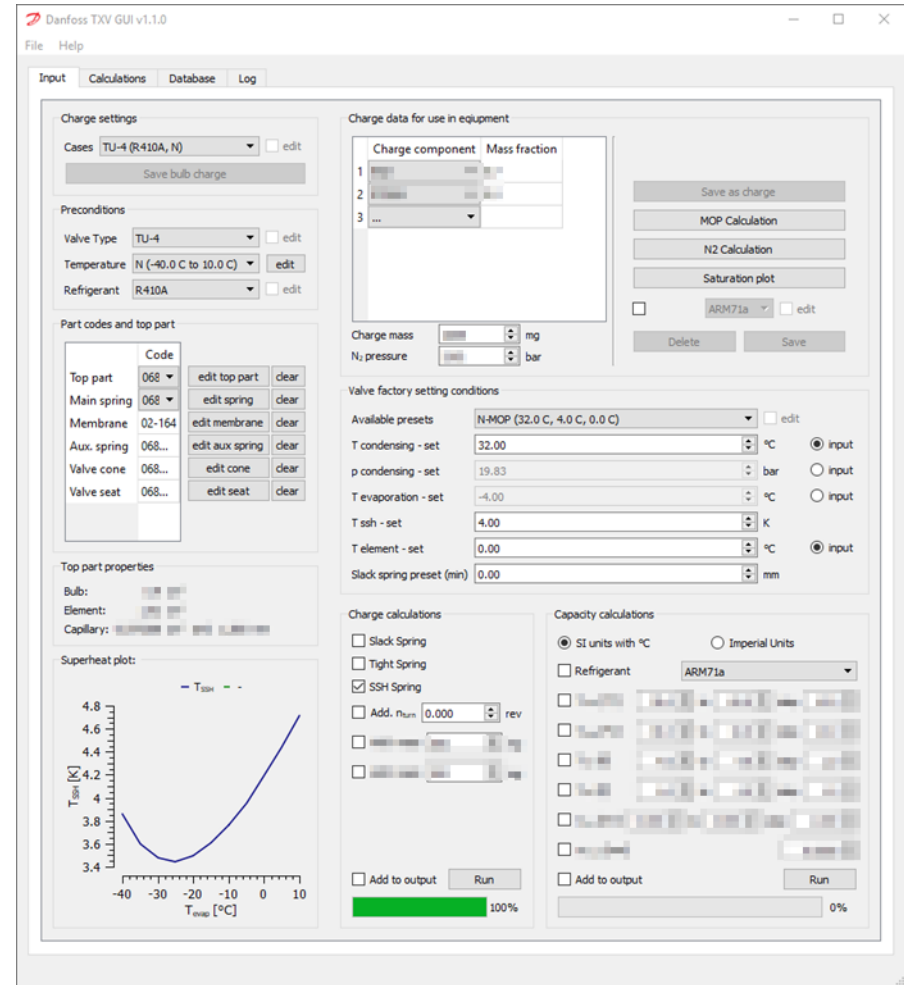 Danfoss TXV GUI v1.1.0
File Help
Input Calculations Database Log
Charge settings
Cases TU-4 (R410A, N) edit
Save bulb charge
Preconditions
Valve Type TU-4 edit
Temperature N (-40.0 C to 10.0 C) edit
Refrigerant R410A edit
Part codes and top part
Code
Top part 068 edit top part clear
Main spring 068 edit spring clear
Membrane 02-164 edit membrane clear
Aux. spring 068... edit aux spring clear
Valve cone 068... edit cone clear
Valve seat 068... edit seat clear
Top part properties
Bulb:
Element:
Capillary:
Superheat plot:
T_SSH -
4.8
4.6
4.4
4.2
4
3.8
3.6
3.4
T_SSH [K]
-40 -30 -20 -10 0 10
T_evap [°C]
Charge data for use in eqiupment
Charge component Mass fraction
1
2
3 ...
Charge mass mg
N₂ pressure bar
Save as charge
MOP Calculation
N2 Calculation
Saturation plot
ARM71a edit
Delete Save
Valve factory setting conditions
Available presets N-MOP (32.0 C, 4.0 C, 0.0 C) edit
T condensing - set 32.00 °C input
p condensing - set 19.83 bar input
T evaporation - set -4.00 °C input
T ssh - set 4.00 K
T element - set 0.00 °C input
Slack spring preset (min) 0.00 mm
Charge calculations
Slack Spring
Tight Spring
SSH Spring
Add. n_turn 0.000 rev
Add to output Run
100%
Capacity calculations
SI units with °C Imperial Units
Refrigerant ARM71a
Add to output Run
0%